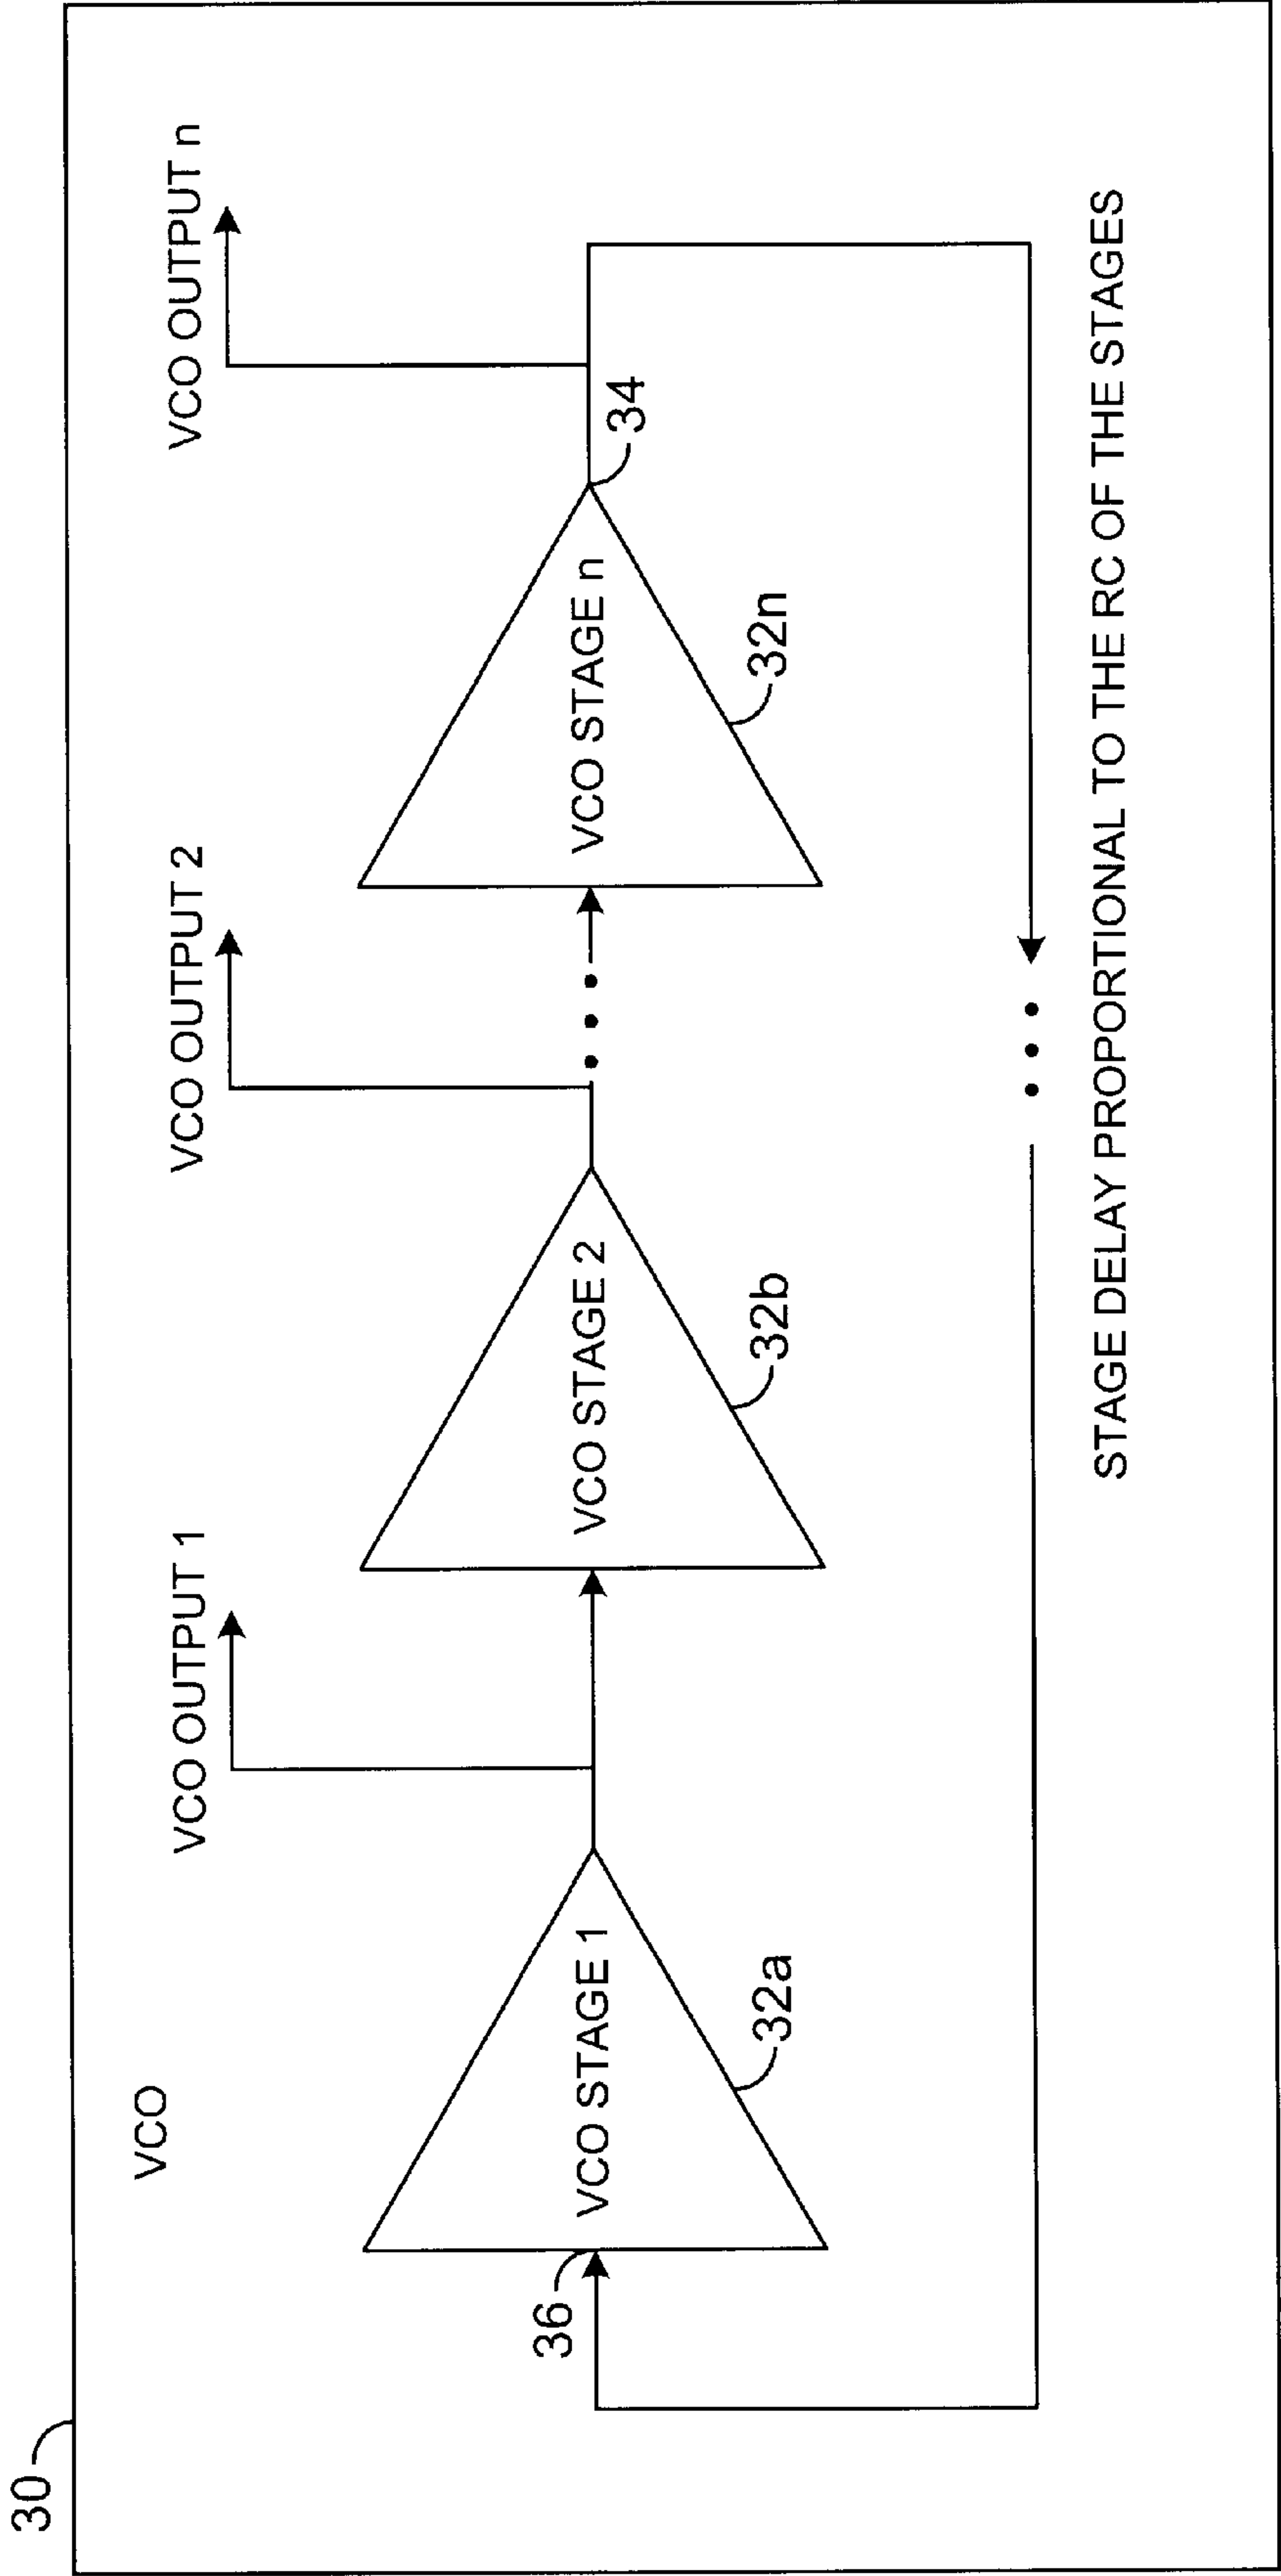 30
VCO
VCO OUTPUT 1
VCO OUTPUT 2
VCO OUTPUT n
36
VCO STAGE 1
VCO STAGE 2
VCO STAGE n
34
32a
32b
32n
STAGE DELAY PROPORTIONAL TO THE RC OF THE STAGES